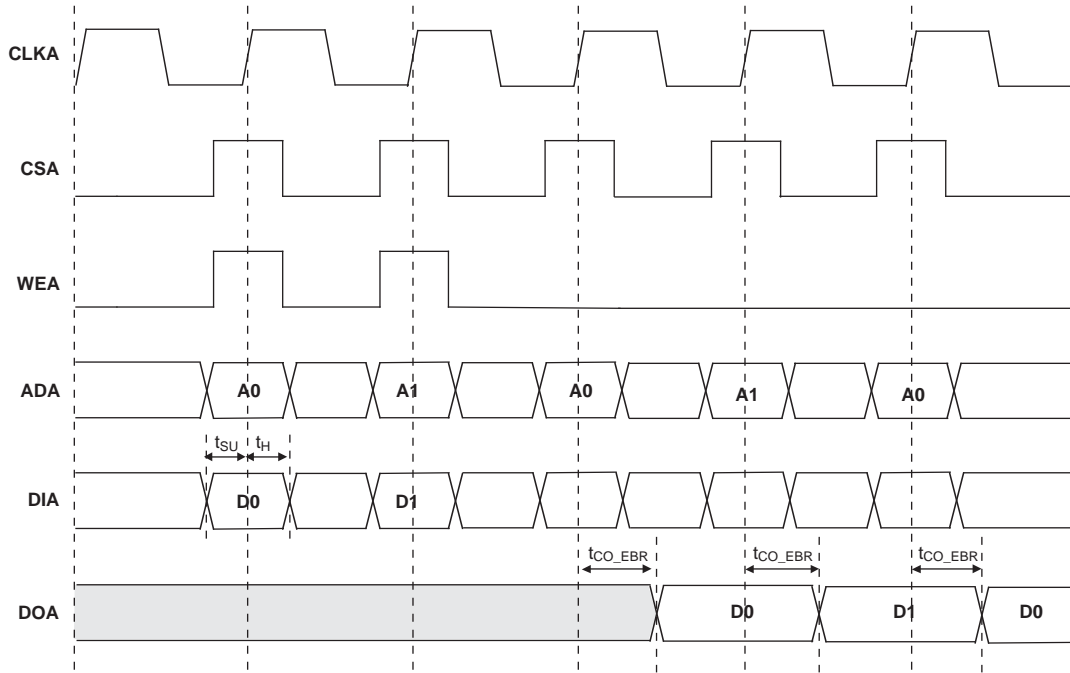 CLKA
CSA
WEA
ADA A0 A1 A0 A1 A0
tSU tH
DIA D0 D1
tCO_EBR tCO_EBR tCO_EBR
DOA D0 D1 D0